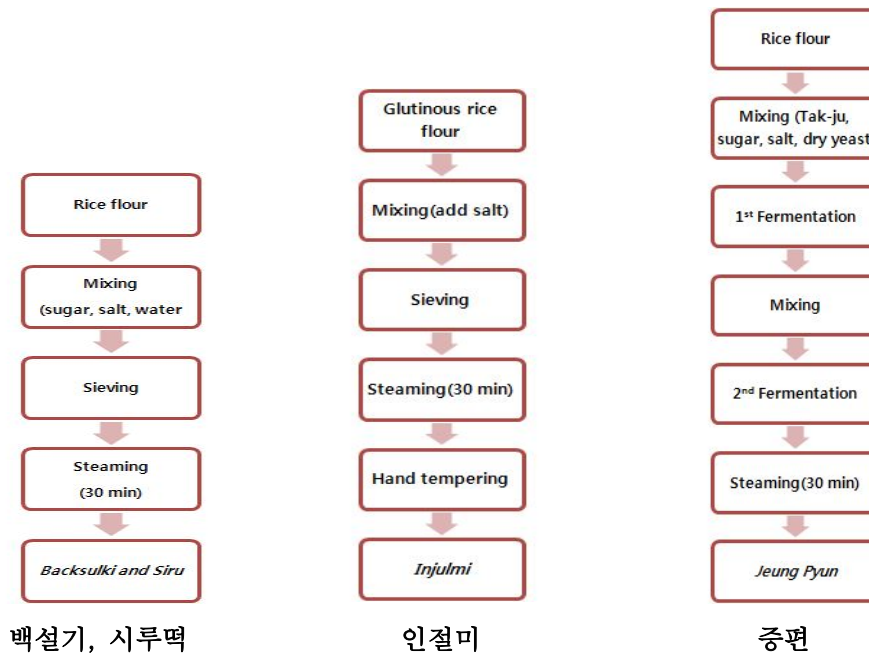 Rice flour
Mixing
(sugar, salt, water
Sieving
Steaming
(30 min)
Backsulki and Siru
백설기, 시루떡
Glutinous rice
flour
Mixing(add salt)
Sieving
Steaming(30 min)
Hand tempering
Injulmi
인절미
Rice flour
Mixing (Tak-ju,
sugar, salt, dry yeast
1st Fermentation
Mixing
2nd Fermentation
Steaming(30 min)
Jeung Pyun
증편